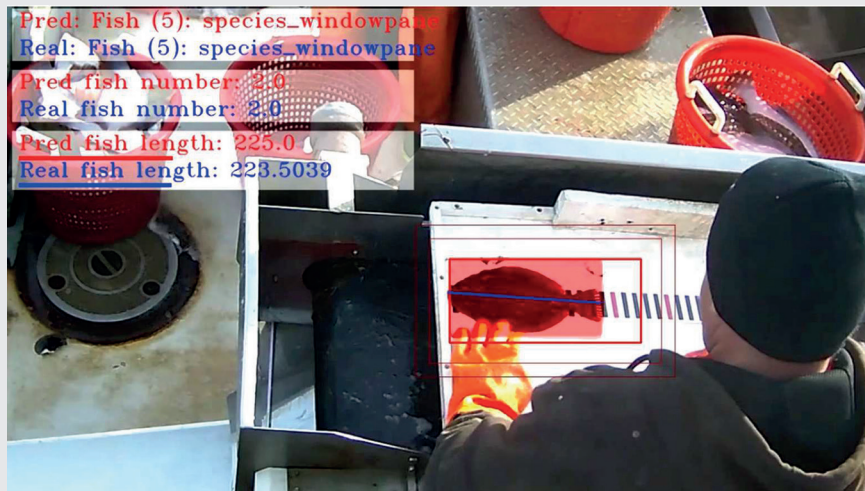 Pred: Fish (5): species_windowpane
Real: Fish (5): species_windowpane
Pred fish number: 2.0
Real fish number: 2.0
Pred fish length: 225.0
Real fish length: 223.5039